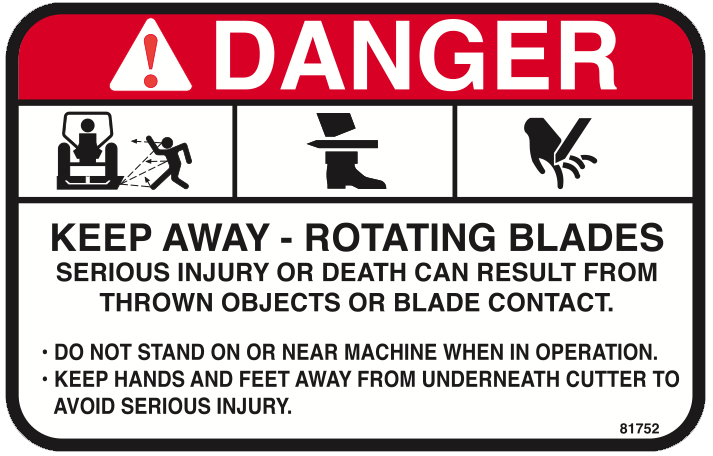 DANGER
KEEP AWAY - ROTATING BLADES
SERIOUS INJURY OR DEATH CAN RESULT FROM
THROWN OBJECTS OR BLADE CONTACT.
• DO NOT STAND ON OR NEAR MACHINE WHEN IN OPERATION.
• KEEP HANDS AND FEET AWAY FROM UNDERNEATH CUTTER TO
AVOID SERIOUS INJURY.
81752